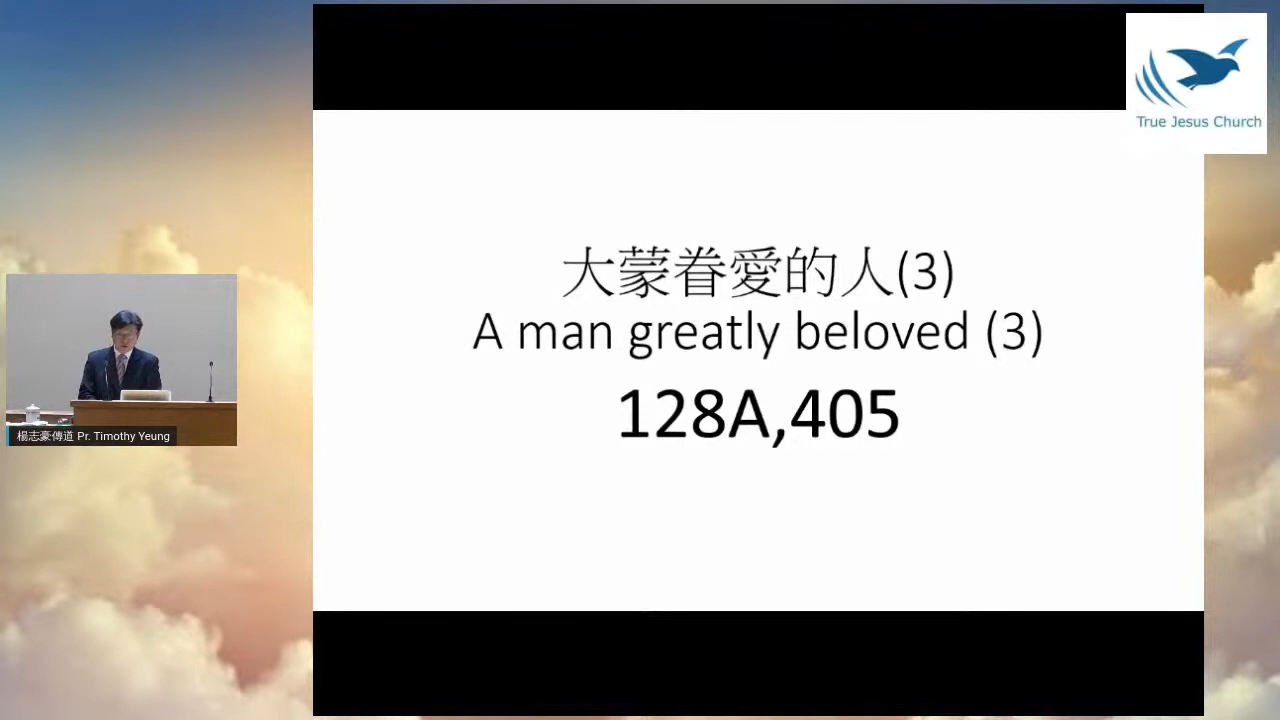 True Jesus Church
大蒙眷愛的人(3)
A man greatly beloved (3)
128A,405
楊志豪傳道 Pr. Timothy Yeung